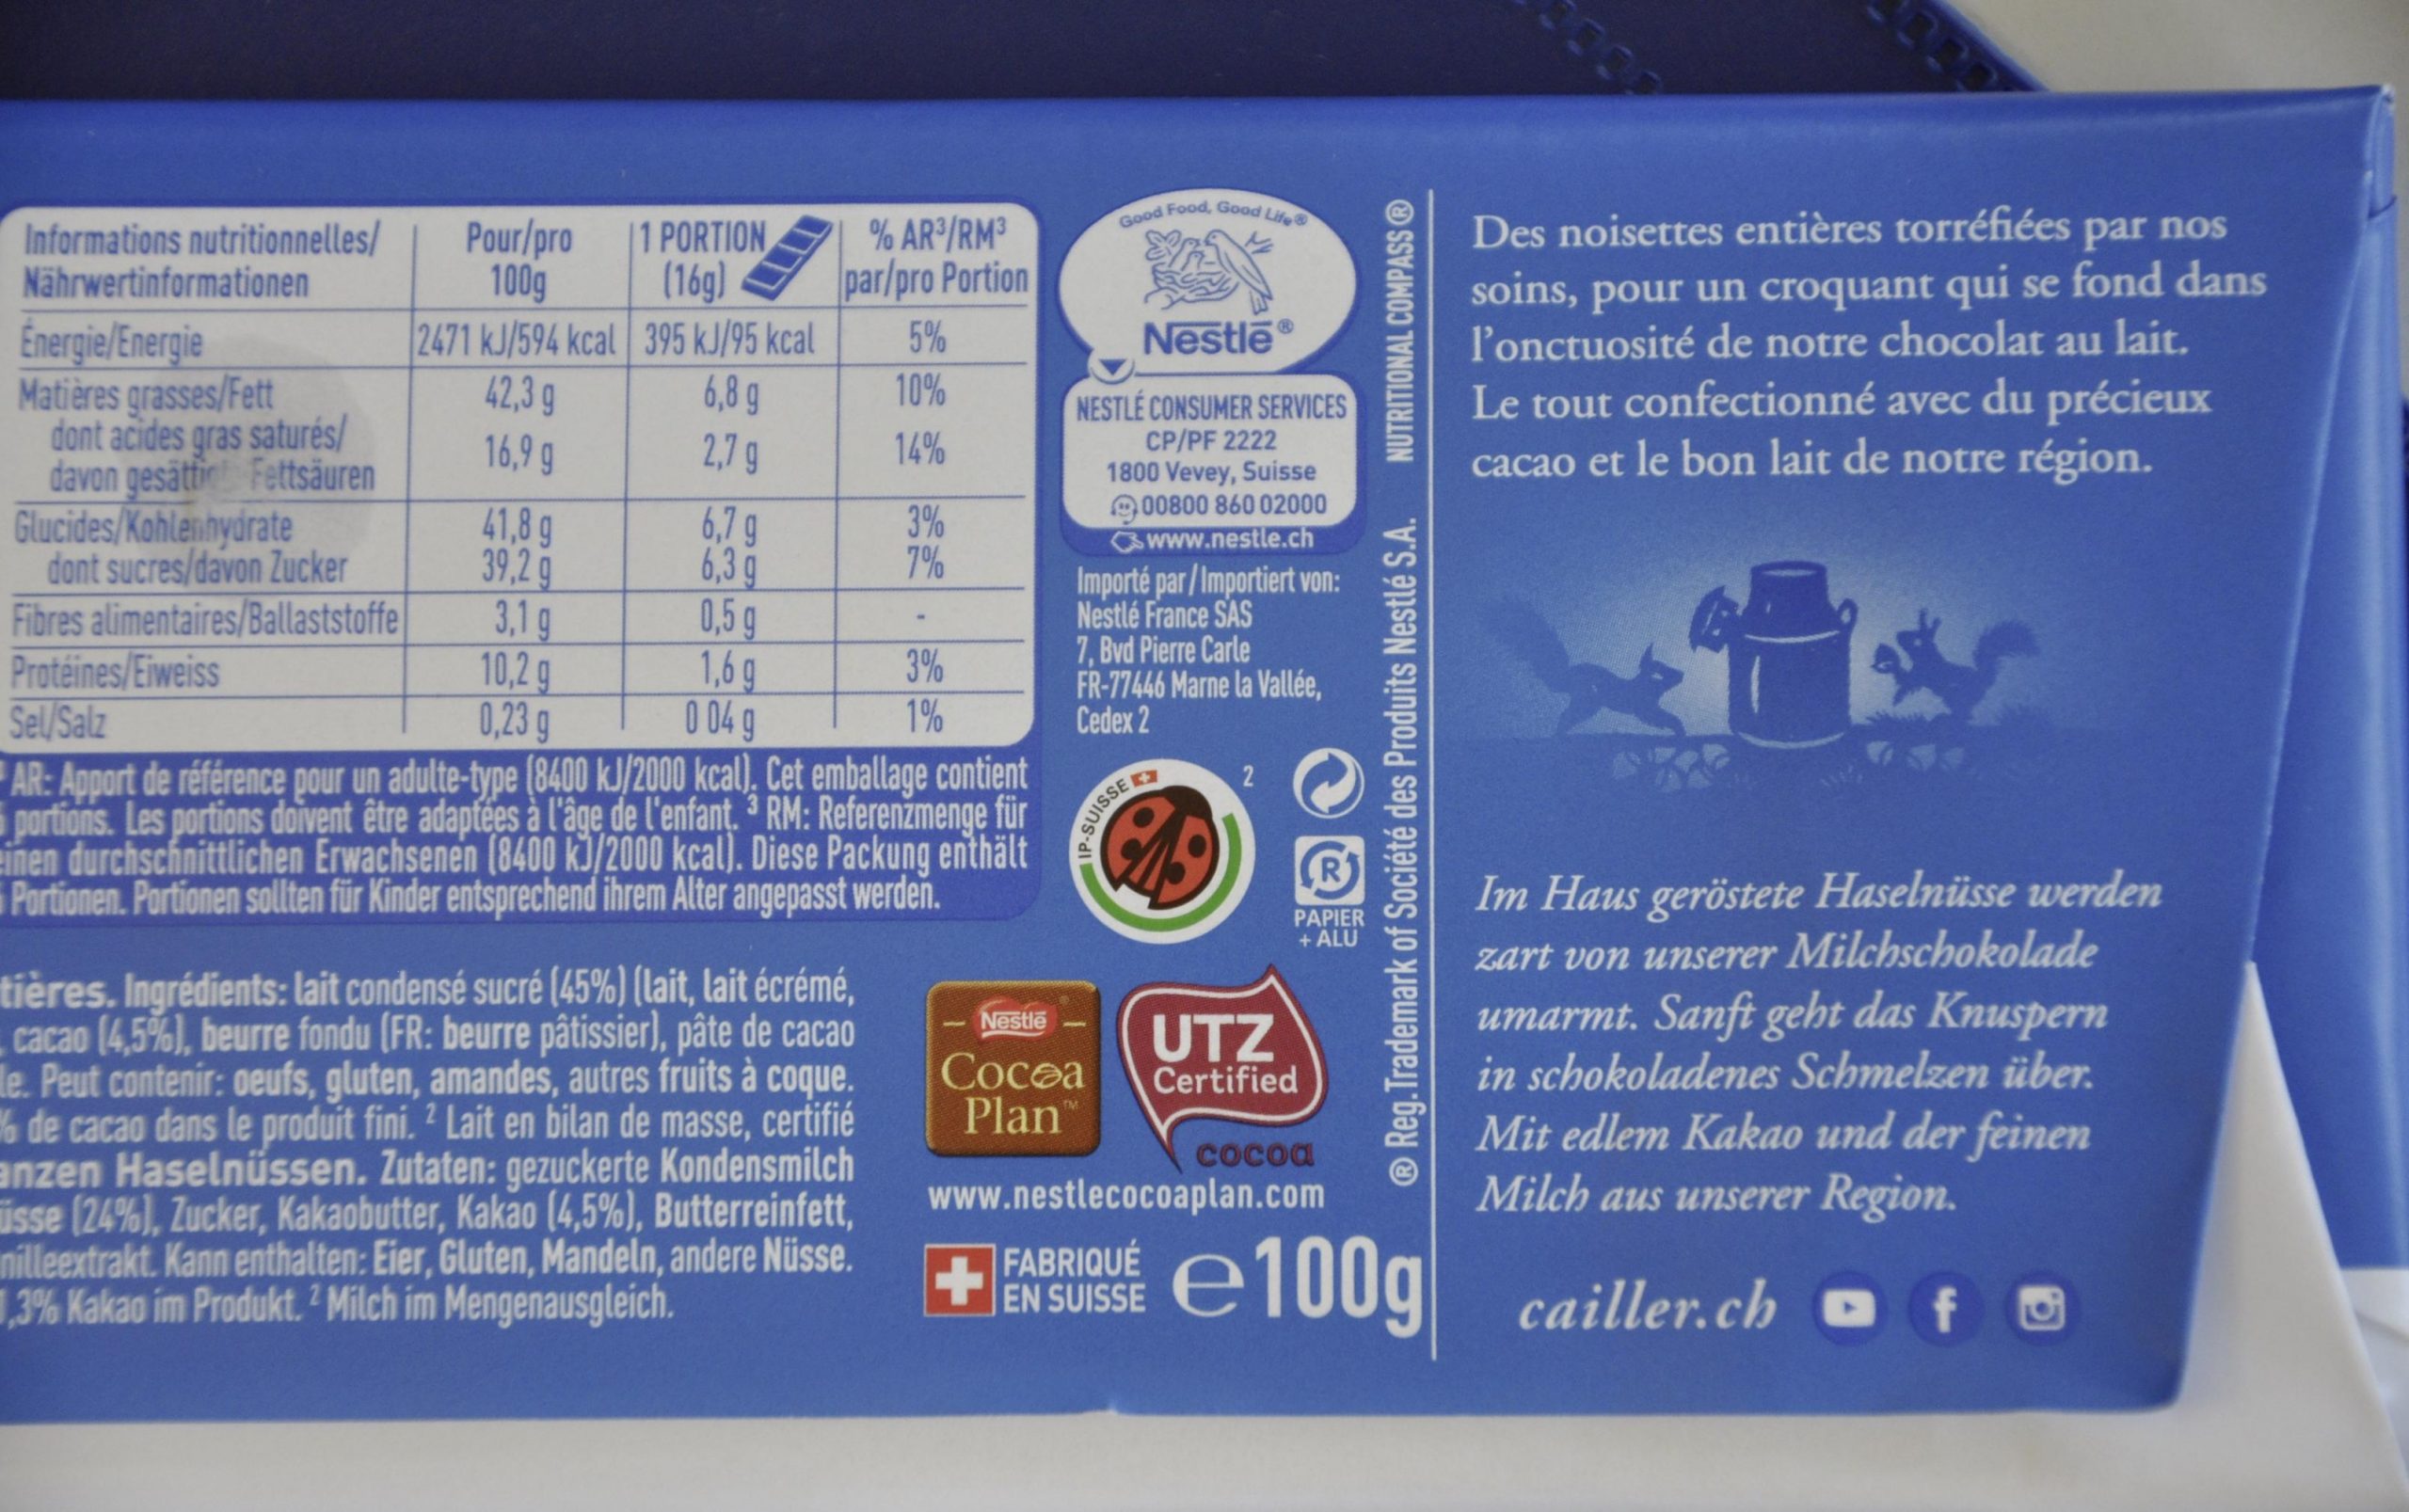 Informations nutritionnelles/ Pour/pro 1 PORTION % AR³/RM³
Nährwertinformationen 100g (16g) par/pro Portion
Énergie/Energie 2471 kJ/594 kcal 395 kJ/95 kcal 5%
Matières grasses/Fett 42,3 g 6,8 g 10%
dont acides gras saturés/
davon Fettsäuren 16,9 g 2,7 g 14%
Glucides/Kohlenhydrate 41,8 g 6,7 g 3%
dont sucres/davon Zucker 39,2 g 6,3 g 7%
Fibres alimentaires/Ballaststoffe 3,1 g 0,5 g -
Protéines/Eiweiss 10,2 g 1,6 g 3%
Sel/Salz 0,23 g 0 04 g 1%
AR: Apport de référence pour un adulte-type (8400 kJ/2000 kcal). Cet emballage contient
portions. Les portions doivent être adaptées à l'âge de l'enfant. ³ RM: Referenzmenge für
einen durchschnittlichen Erwachsenen (8400 kJ/2000 kcal). Diese Packung enthält
Portionen. Portionen sollten für Kinder entsprechend ihrem Alter angepasst werden.
tières. Ingrédients: lait condensé sucré (45%) (lait, lait écrémé,
cacao (4,5%), beurre fondu (FR: beurre pâtissier), pâte de cacao
le. Peut contenir: oeufs, gluten, amandes, autres fruits à coque.
% de cacao dans le produit fini. ² Lait en bilan de masse, certifié
anzen Haselnüssen. Zutaten: gezuckerte Kondensmilch
üsse (24%), Zucker, Kakaobutter, Kakao (4,5%), Butterreinfett,
nilleextrakt. Kann enthalten: Eier, Gluten, Mandeln, andere Nüsse.
,3% Kakao im Produkt. ² Milch im Mengenausgleich.
Good Food, Good Life®
Nestlé®
NESTLÉ CONSUMER SERVICES
CP/PF 2222
1800 Vevey, Suisse
00800 860 02000
www.nestle.ch
Importé par/Importiert von:
Nestlé France SAS
7, Bvd Pierre Carle
FR-77446 Marne la Vallée,
Cedex 2
IP-SUISSE
2
R
PAPIER
+ ALU
Nestlé®
Cocoa
Plan™
UTZ
Certified
cocoa
www.nestlecocoaplan.com
FABRIQUÉ
EN SUISSE
e100g
® Reg. Trademark of Société des Produits Nestlé S.A. NUTRITIONAL COMPASS®
Des noisettes entières torréfiées par nos
soins, pour un croquant qui se fond dans
l'onctuosité de notre chocolat au lait.
Le tout confectionné avec du précieux
cacao et le bon lait de notre région.
Im Haus geröstete Haselnüsse werden
zart von unserer Milchschokolade
umarmt. Sanft geht das Knuspern
in schokoladenes Schmelzen über.
Mit edlem Kakao und der feinen
Milch aus unserer Region.
cailler.ch f